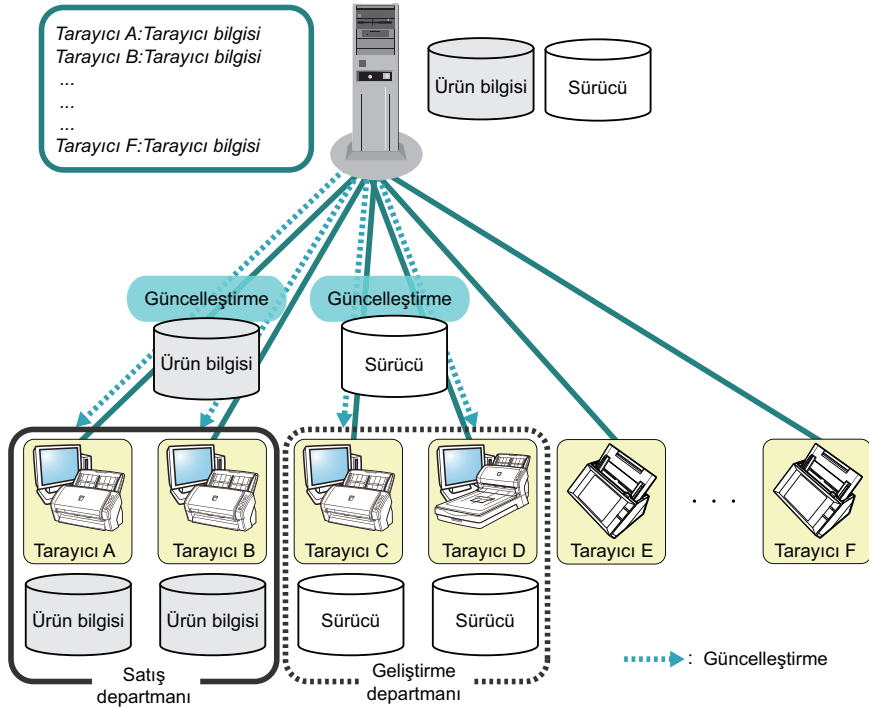 Tarayıcı A:Tarayıcı bilgisi
Tarayıcı B:Tarayıcı bilgisi
...
...
...
Tarayıcı F:Tarayıcı bilgisi
Ürün bilgisi
Sürücü
Güncelleştirme
Güncelleştirme
Ürün bilgisi
Sürücü
Tarayıcı A
Tarayıcı B
Tarayıcı C
Tarayıcı D
Tarayıcı E
. . .
Tarayıcı F
Ürün bilgisi
Ürün bilgisi
Sürücü
Sürücü
Satış
departmanı
Geliştirme
departmanı
: Güncelleştirme